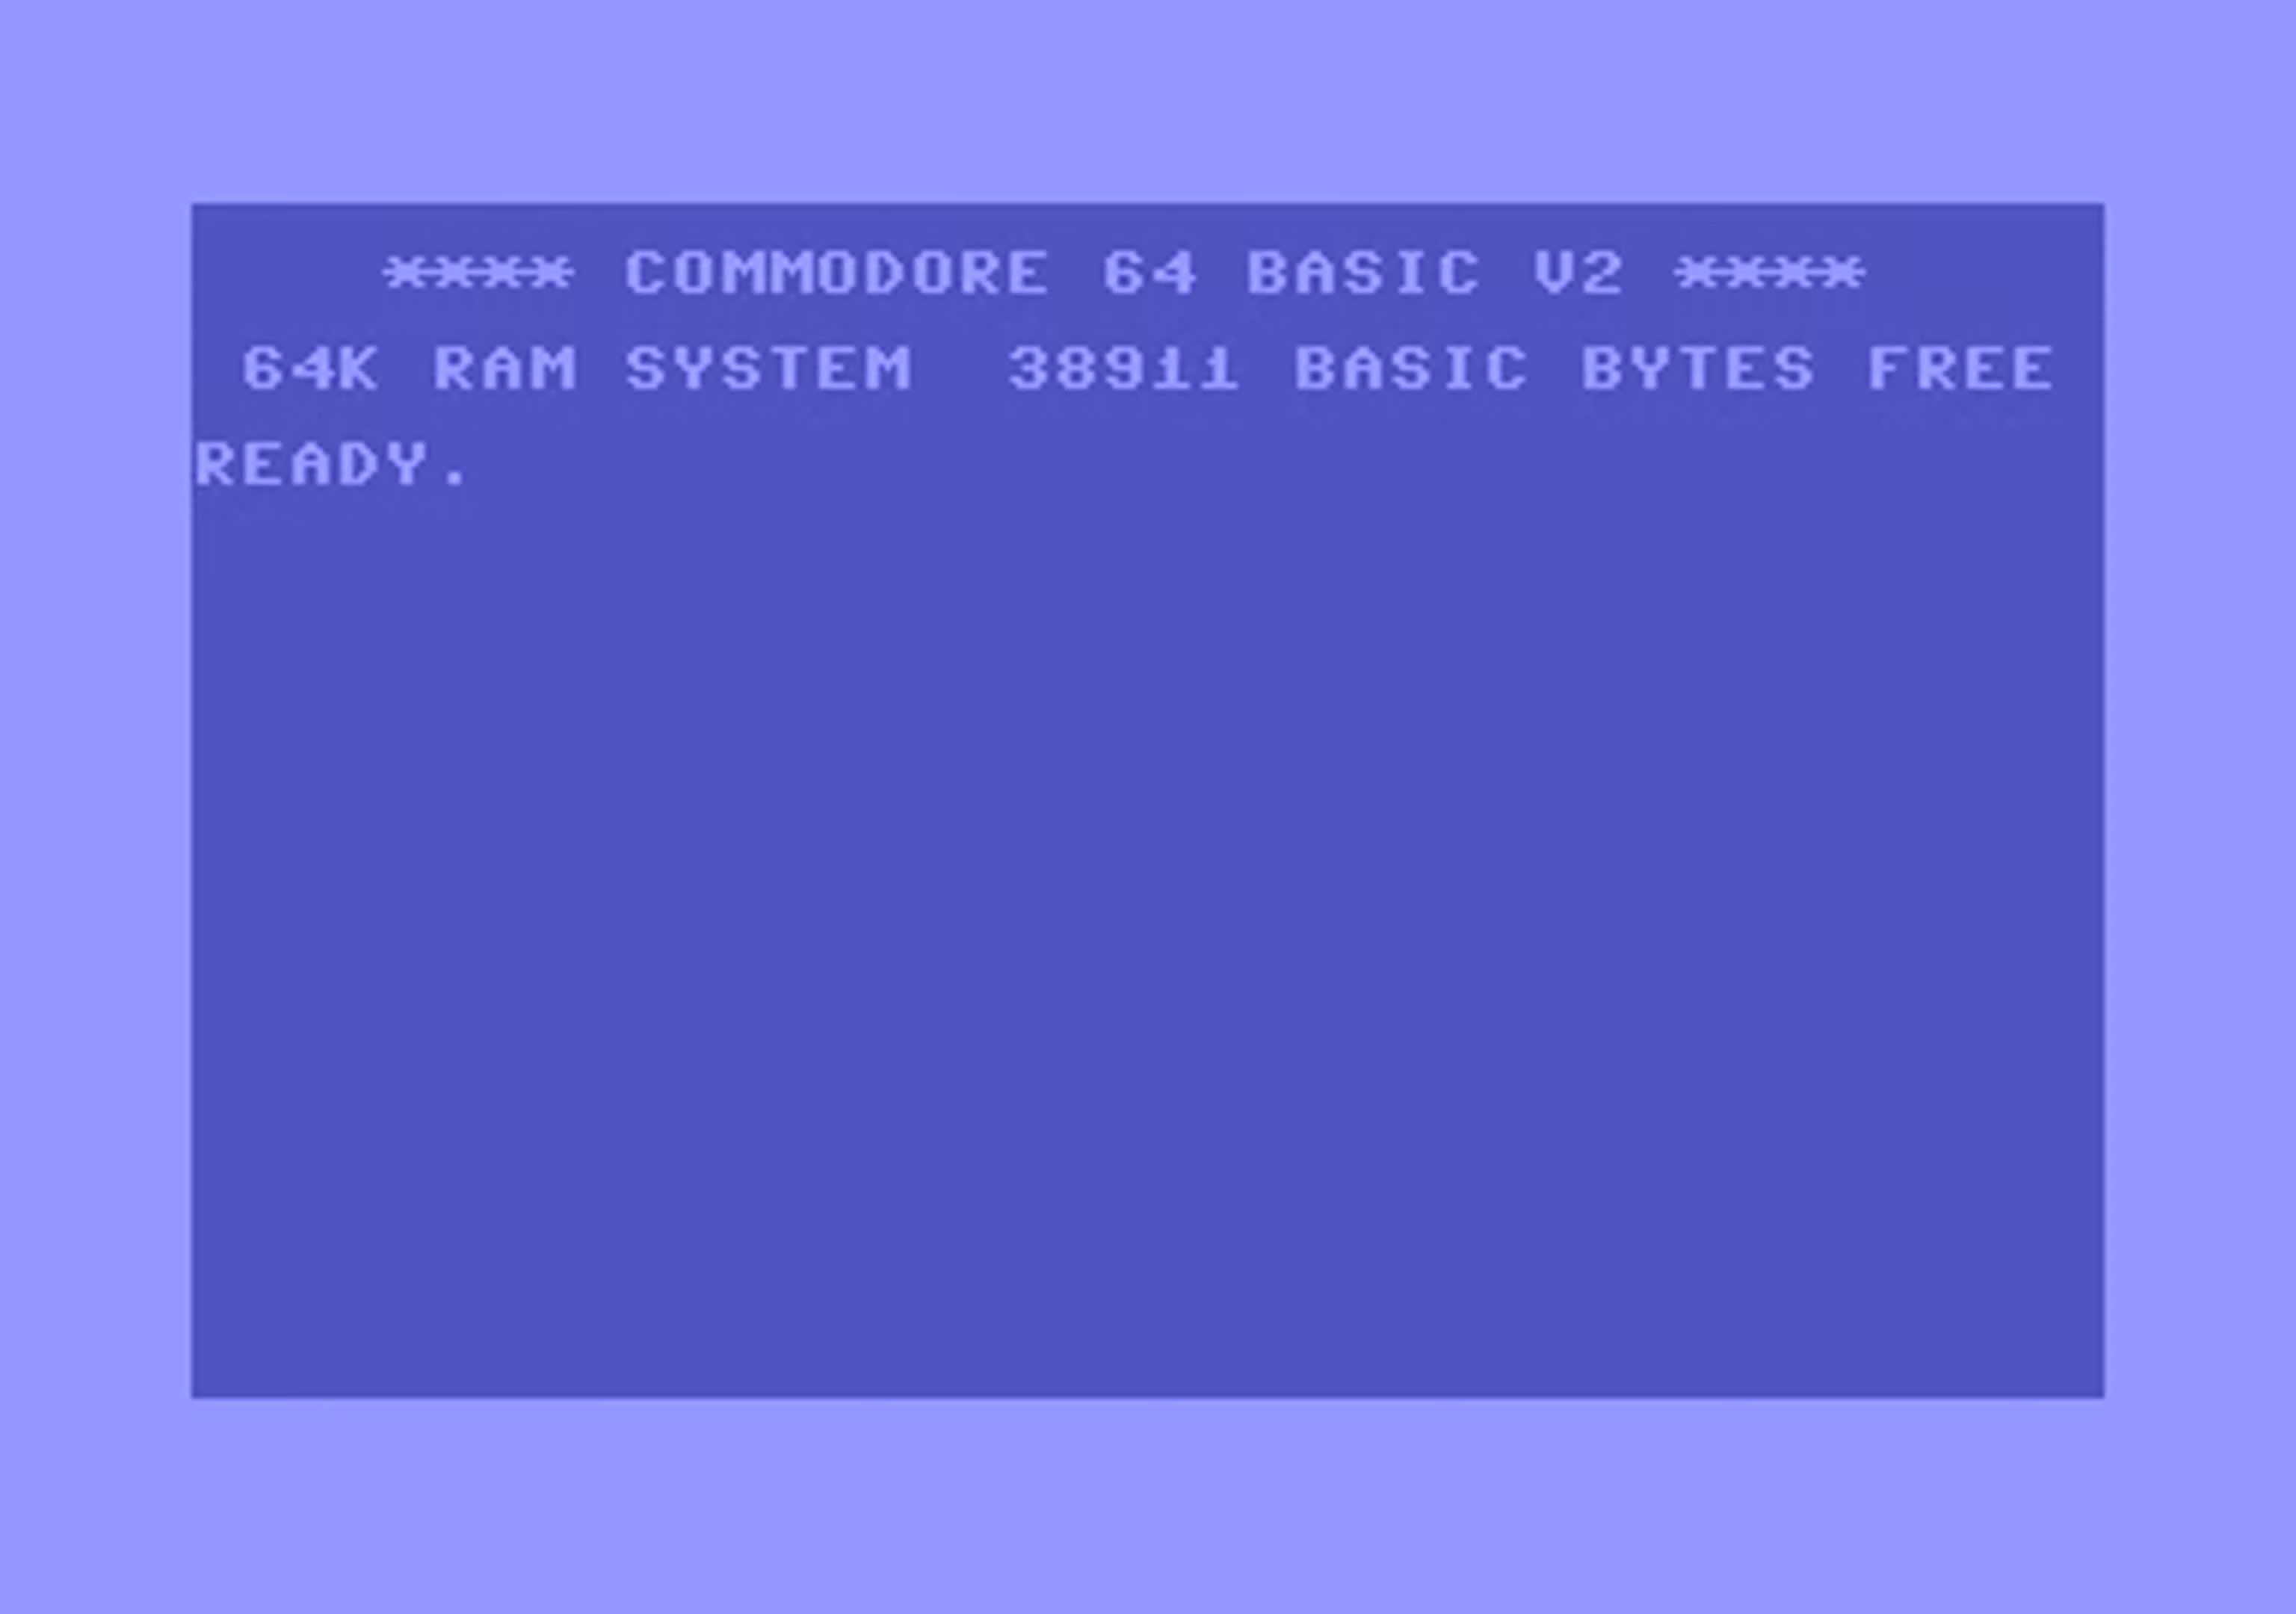 **** COMMODORE 64 BASIC V2 ****
64K RAM SYSTEM  38911 BASIC BYTES FREE
READY.